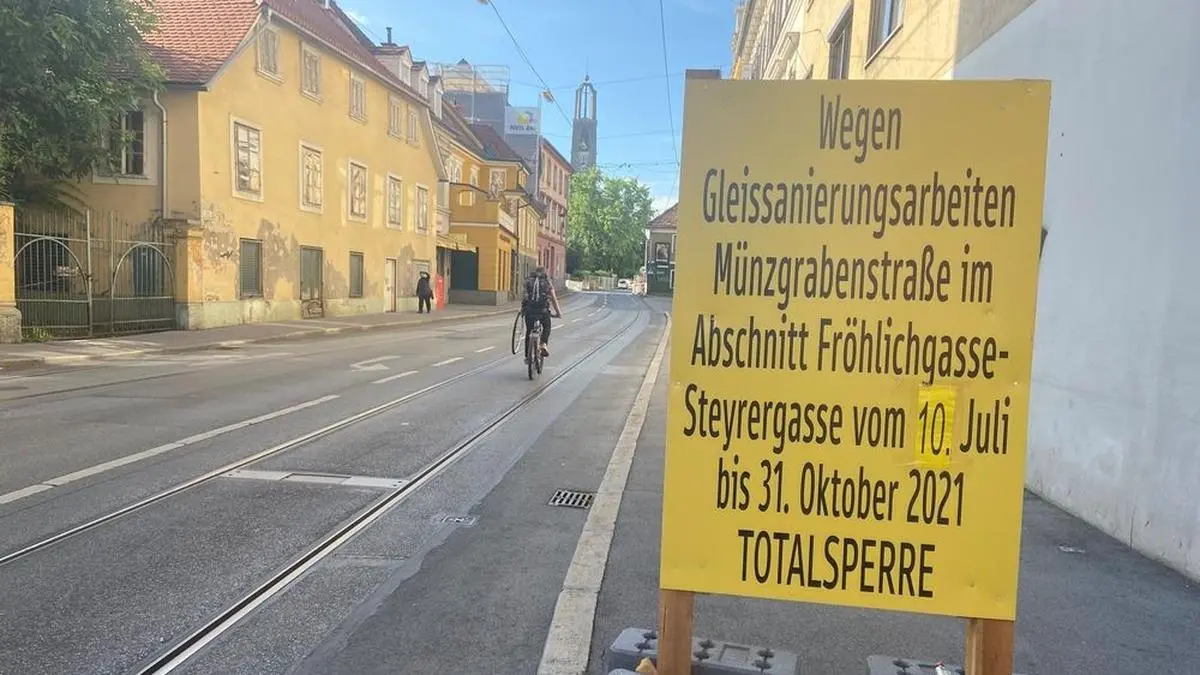 Wegen
Gleissanierungsarbeiten
Münzgrabenstraße im
Abschnitt Fröhlichgasse-
Steyrergasse vom 10. Juli
bis 31. Oktober 2021
TOTALSPERRE